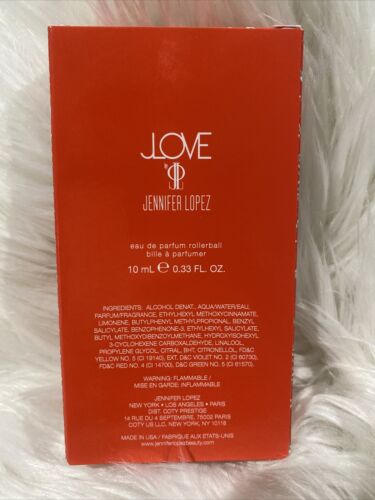 JLOVE
by
JL
JENNIFER LOPEZ
eau de parfum rollerball
bille à parfumer
10 mL ℮ 0.33 FL. OZ.
INGREDIENTS: ALCOHOL DENAT., AQUA/WATER/EAU,
PARFUM/FRAGRANCE, ETHYLHEXYL METHOXYCINNAMATE,
LIMONENE, BUTYLPHENYL METHYLPROPIONAL, BENZYL
SALICYLATE, BENZOPHENONE-3, ETHYLHEXYL SALICYLATE,
BUTYL METHOXYDIBENZOYLMETHANE, HYDROXYISOHEXYL
3-CYCLOHEXENE CARBOXALDEHYDE, LINALOOL,
PROPYLENE GLYCOL, CITRAL, BHT, CITRONELLOL, FD&C
YELLOW NO. 5 (CI 19140), EXT. D&C VIOLET NO. 2 (CI 60730),
FD&C RED NO. 4 (CI 14700), D&C GREEN NO. 5 (CI 61570).
WARNING: FLAMMABLE /
MISE EN GARDE: INFLAMMABLE
JENNIFER LOPEZ
NEW YORK • LOS ANGELES • PARIS
DIST. COTY PRESTIGE
14 RUE DU 4 SEPTEMBRE, 75002 PARIS
COTY US LLC, NEW YORK, NY 10118
MADE IN USA / FABRIQUE AUX ETATS-UNIS
www.jenniferlopezbeauty.com